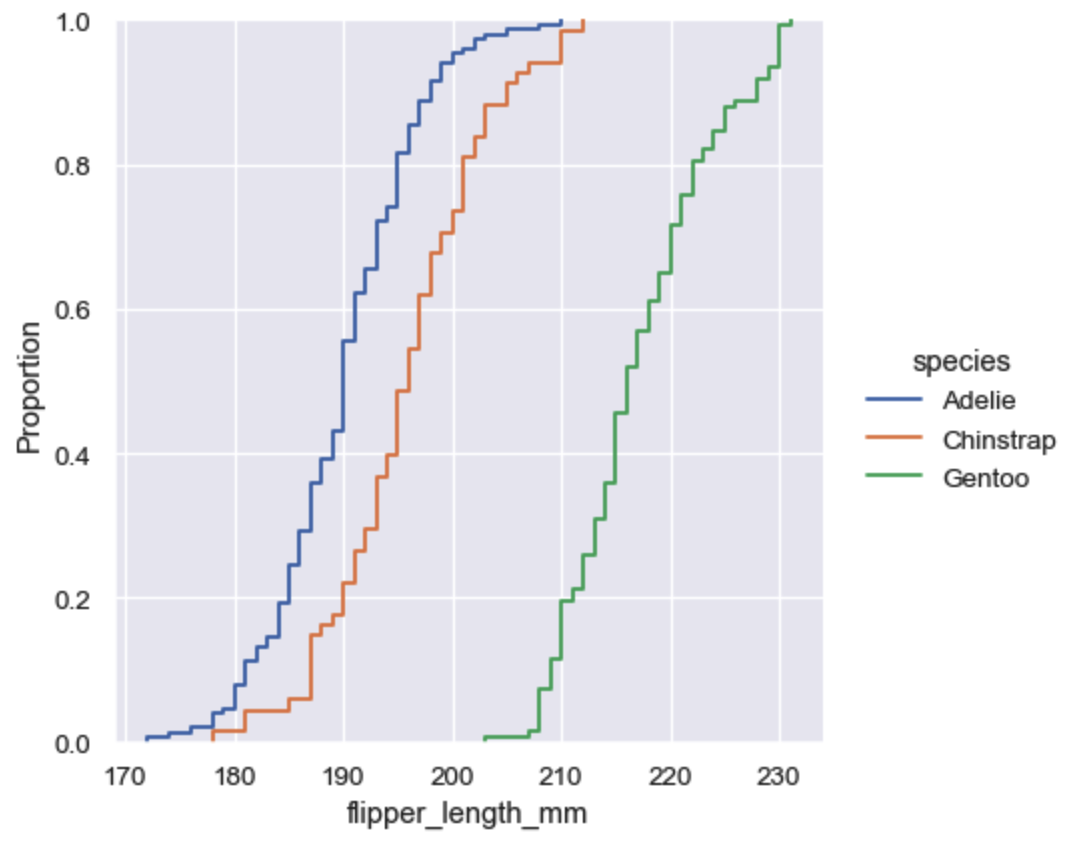 1.0
0.8
0.6
0.4
0.2
0.0
Proportion
170 180 190 200 210 220 230
flipper_length_mm
species
Adelie
Chinstrap
Gentoo